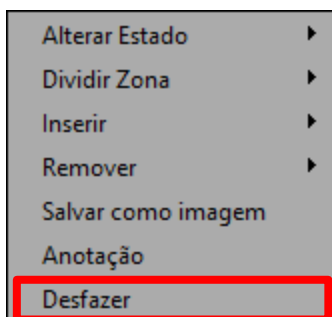 Alterar Estado
Dividir Zona
Inserir
Remover
Salvar como imagem
Anotação
Desfazer